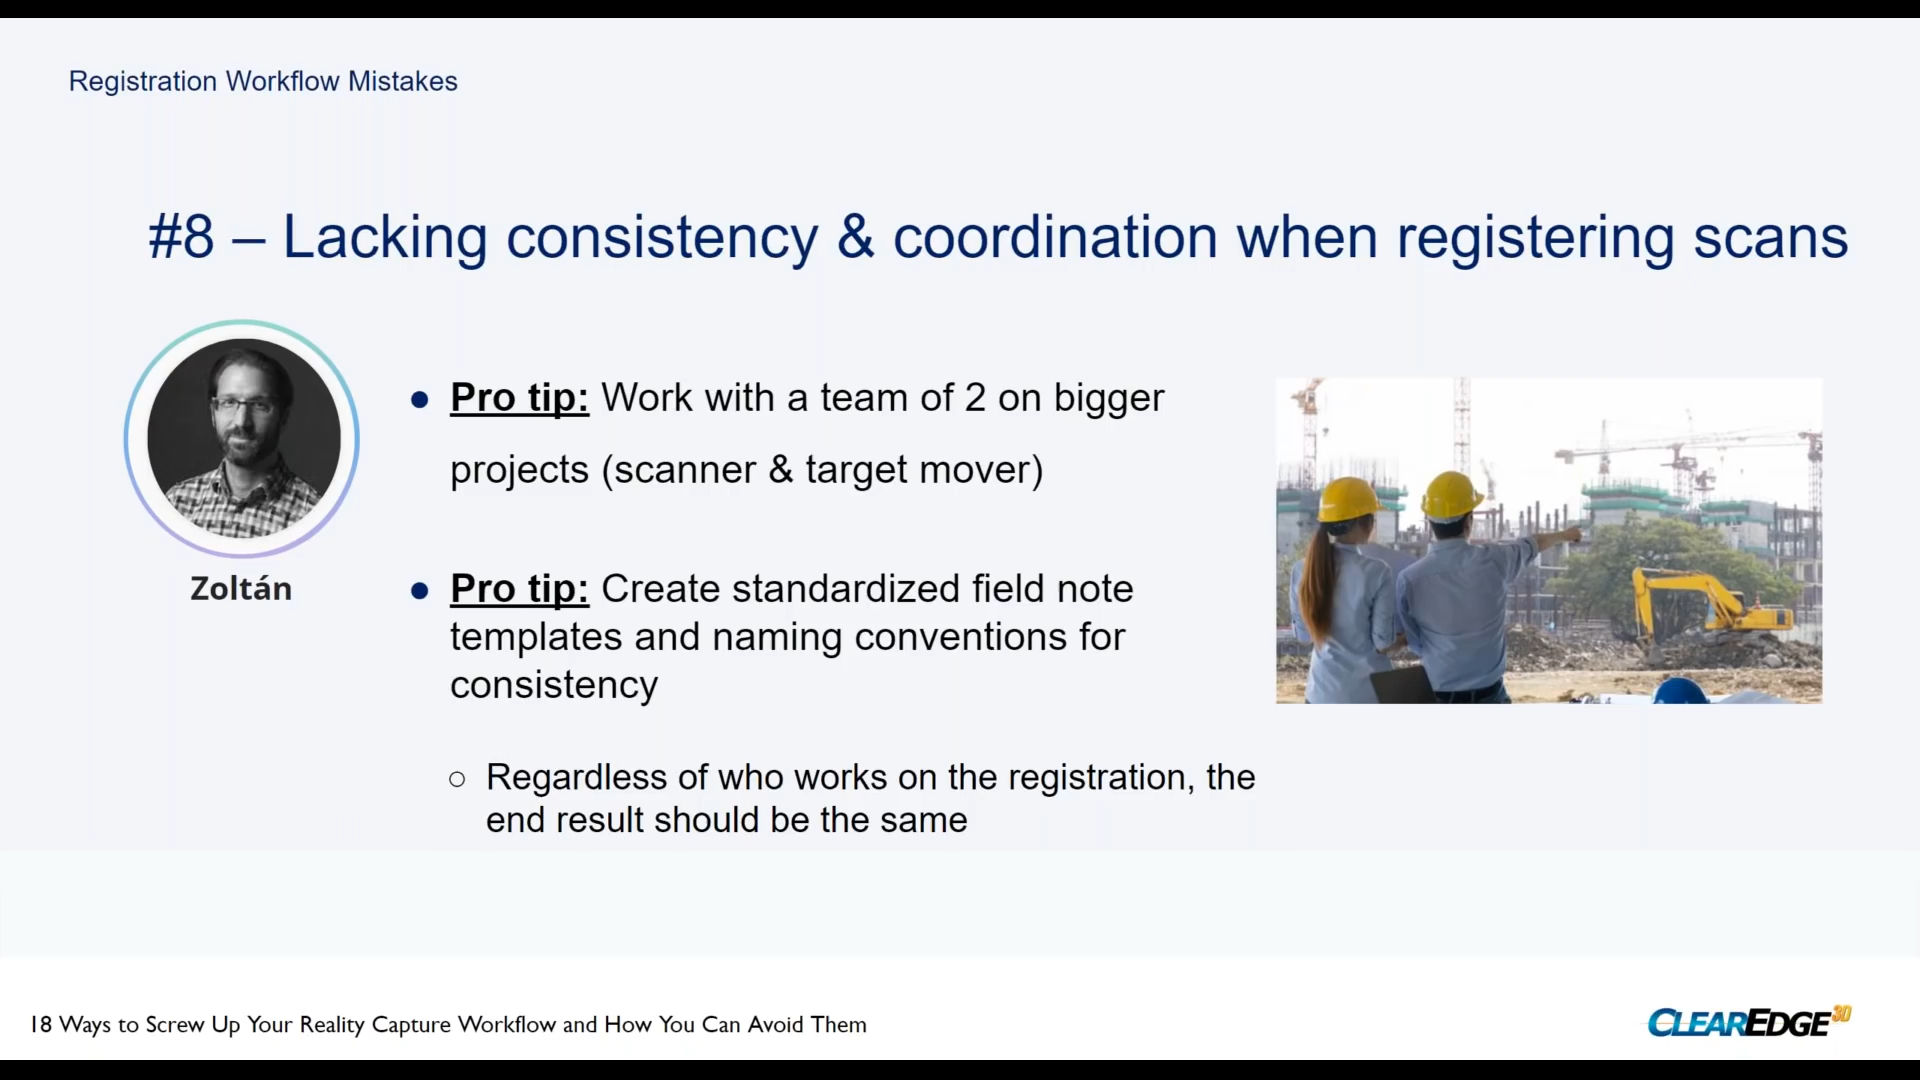 Registration Workflow Mistakes
#8 – Lacking consistency & coordination when registering scans
Zoltán
● Pro tip: Work with a team of 2 on bigger
projects (scanner & target mover)
● Pro tip: Create standardized field note
templates and naming conventions for
consistency
○ Regardless of who works on the registration, the
end result should be the same
18 Ways to Screw Up Your Reality Capture Workflow and How You Can Avoid Them
CLEAREDGE3D